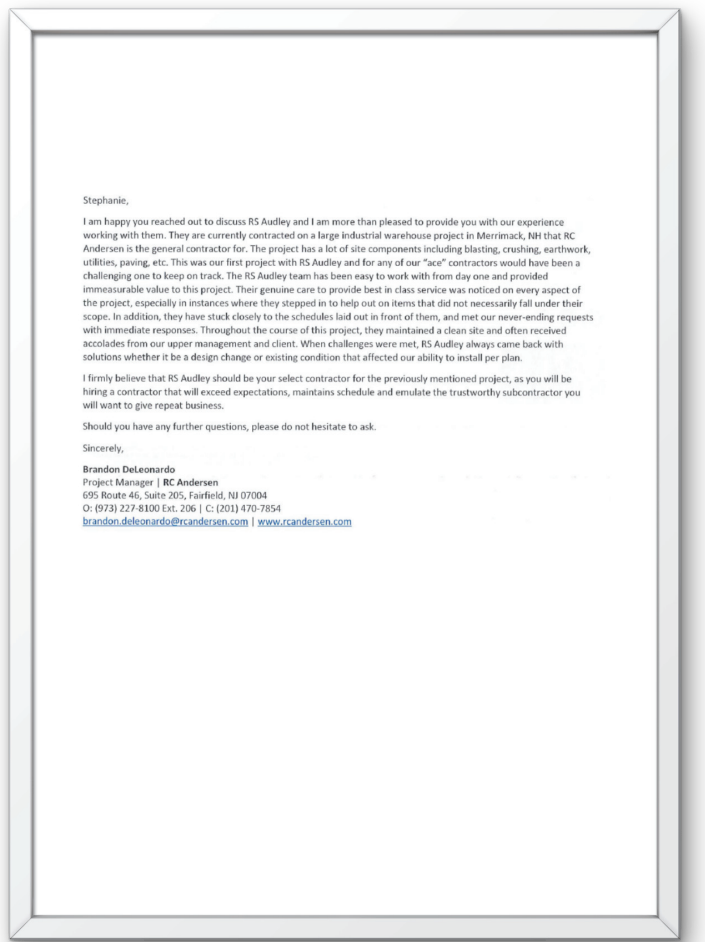 Stephanie,
I am happy you reached out to discuss RS Audley and I am more than pleased to provide you with our experience
working with them. They are currently contracted on a large industrial warehouse project in Merrimack, NH that RC
Andersen is the general contractor for. The project has a lot of site components including blasting, crushing, earthwork,
utilities, paving, etc. This was our first project with RS Audley and for any of our "ace" contractors would have been a
challenging one to keep on track. The RS Audley team has been easy to work with from day one and provided
immeasurable value to this project. Their genuine care to provide best in class service was noticed on every aspect of
the project, especially in instances where they stepped in to help out on items that did not necessarily fall under their
scope. In addition, they have stuck closely to the schedules laid out in front of them, and met our never-ending requests
with immediate responses. Throughout the course of this project, they maintained a clean site and often received
accolades from our upper management and client. When challenges were met, RS Audley always came back with
solutions whether it be a design change or existing condition that affected our ability to install per plan.
I firmly believe that RS Audley should be your select contractor for the previously mentioned project, as you will be
hiring a contractor that will exceed expectations, maintains schedule and emulate the trustworthy subcontractor you
will want to give repeat business.
Should you have any further questions, please do not hesitate to ask.
Sincerely,
Brandon DeLeonardo
Project Manager | RC Andersen
695 Route 46, Suite 205, Fairfield, NJ 07004
O: (973) 227-8100 Ext. 206 | C: (201) 470-7854
brandon.deleonardo@rcandersen.com | www.rcandersen.com